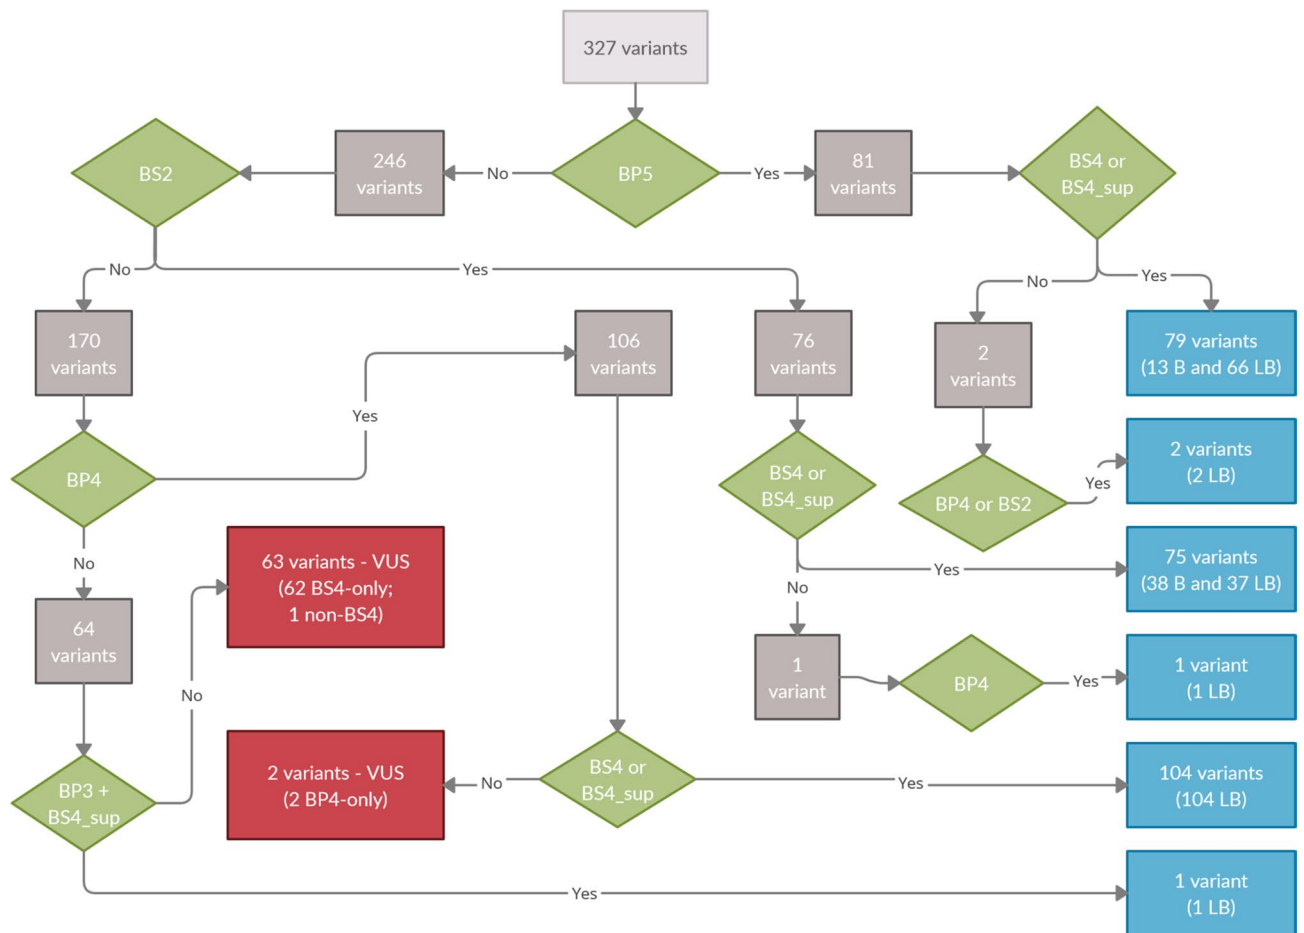 327 variants
BS2
246
variants
No
BP5
Yes
81
variants
BS4 or
BS4_sup
No
Yes
No
Yes
170
variants
106
variants
76
variants
2
variants
79 variants
(13 B and 66 LB)
Yes
BP4
BS4 or
BS4_sup
BP4 or BS2
Yes
2 variants
(2 LB)
No
63 variants - VUS
(62 BS4-only;
1 non-BS4)
Yes
75 variants
(38 B and 37 LB)
No
64
variants
No
1
variant
BP4
Yes
1 variant
(1 LB)
BP3 +
BS4_sup
2 variants - VUS
(2 BP4-only)
No
BS4 or
BS4_sup
Yes
104 variants
(104 LB)
Yes
1 variant
(1 LB)